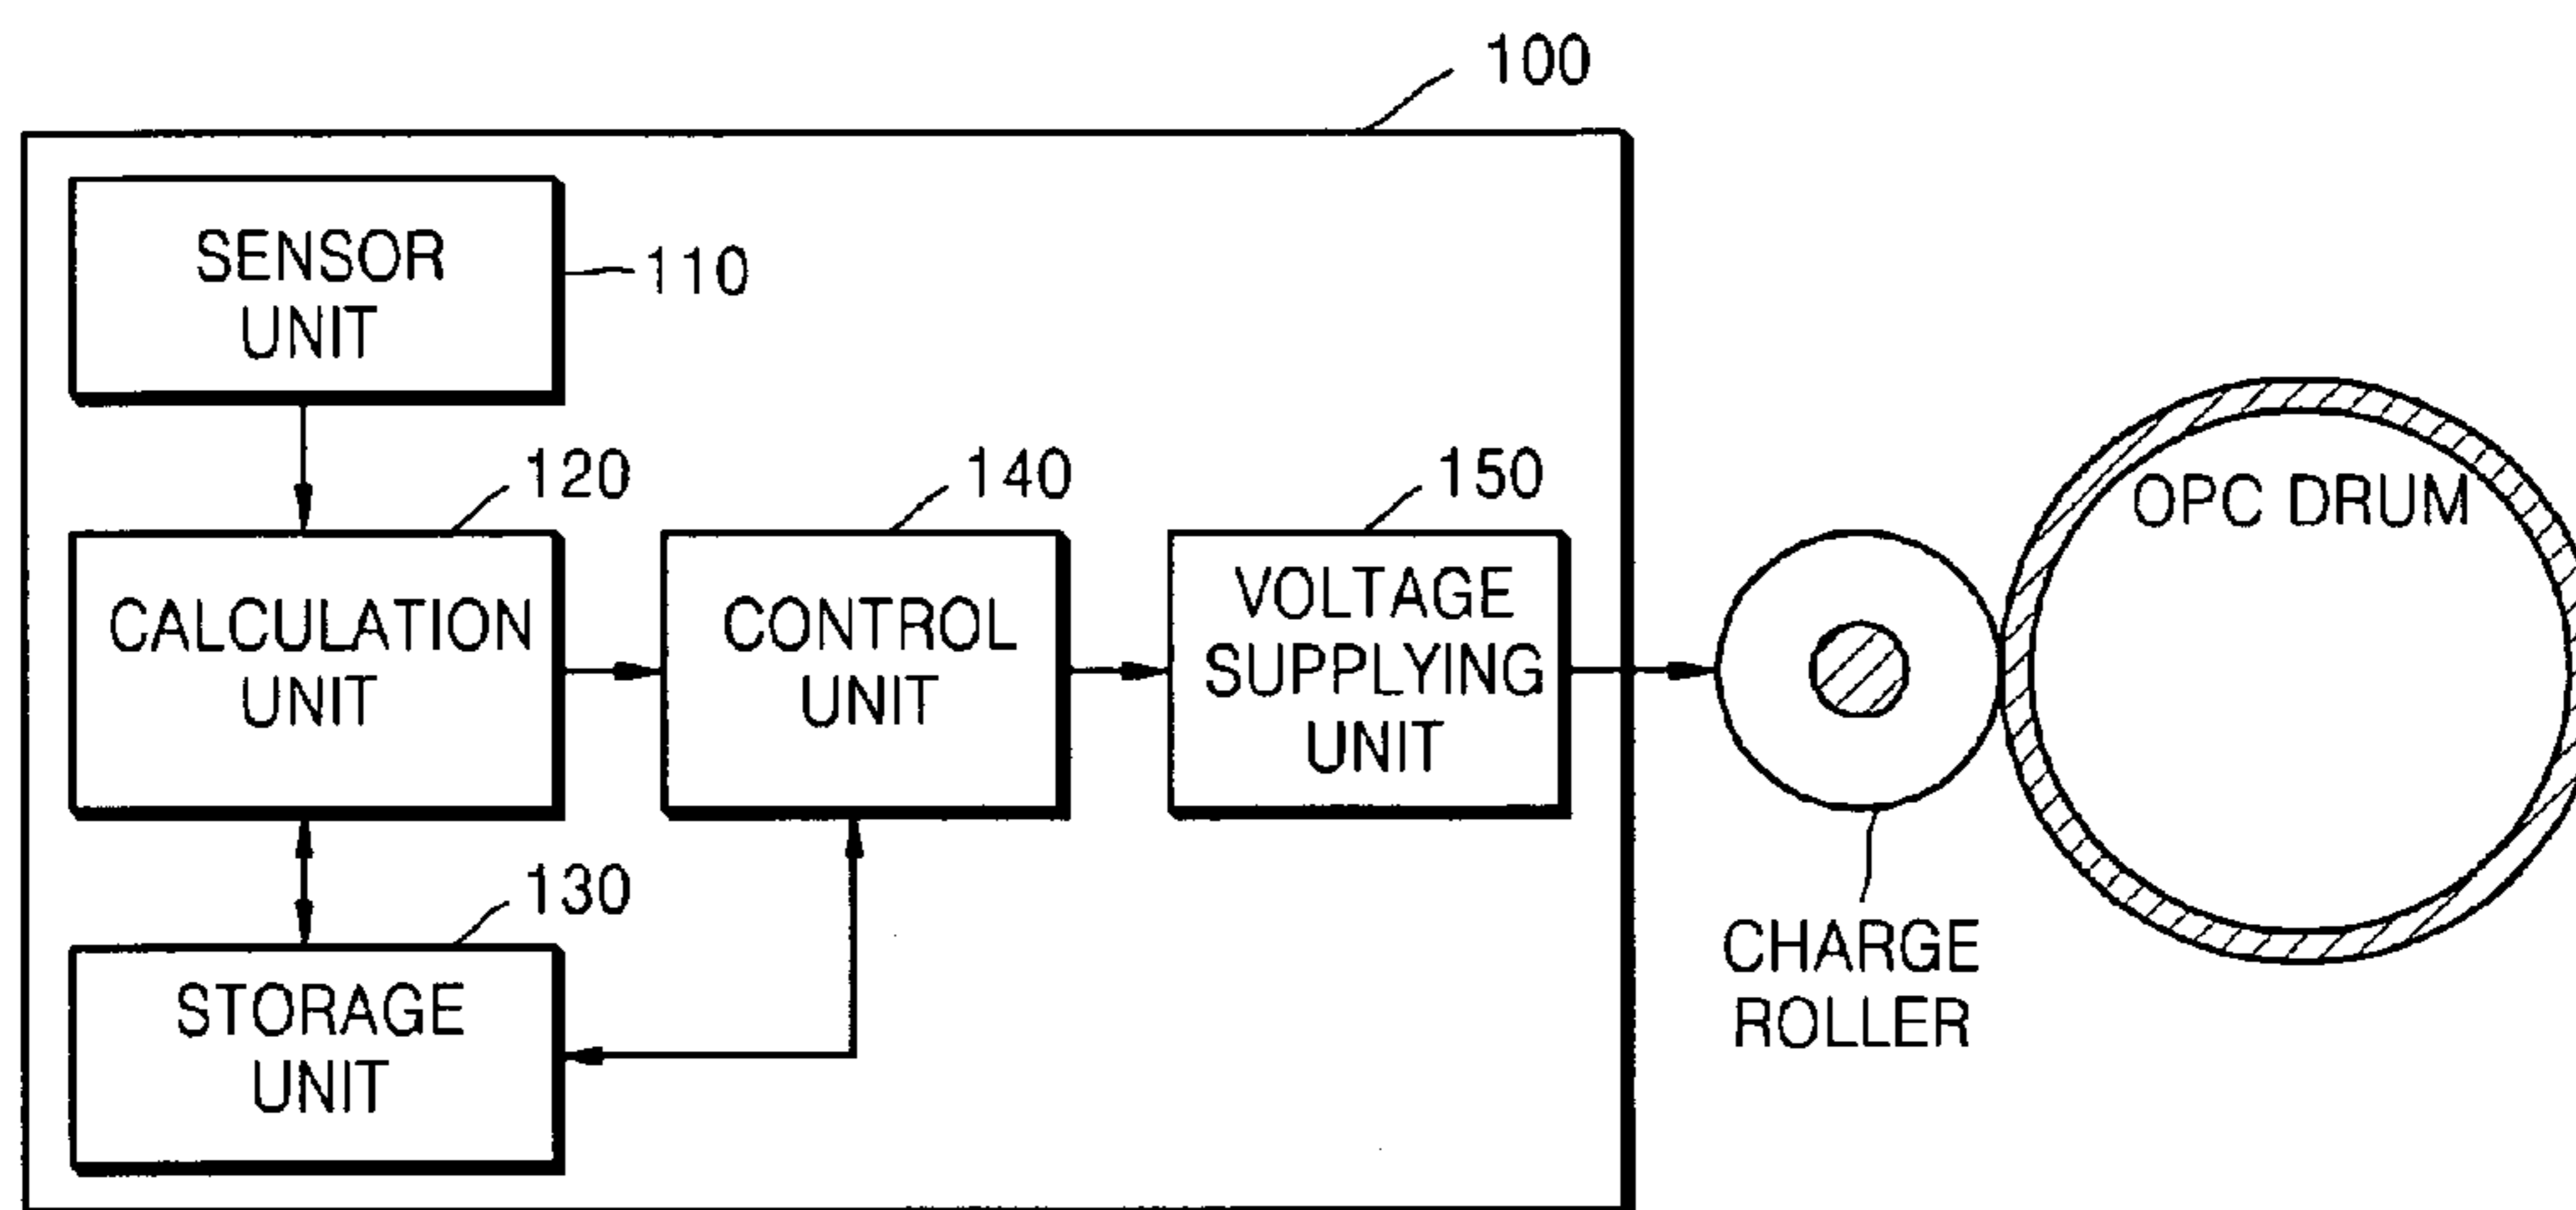 100
SENSOR
UNIT
110
120
140
150
OPC DRUM
CALCULATION
UNIT
CONTROL
UNIT
VOLTAGE
SUPPLYING
UNIT
130
STORAGE
UNIT
CHARGE
ROLLER